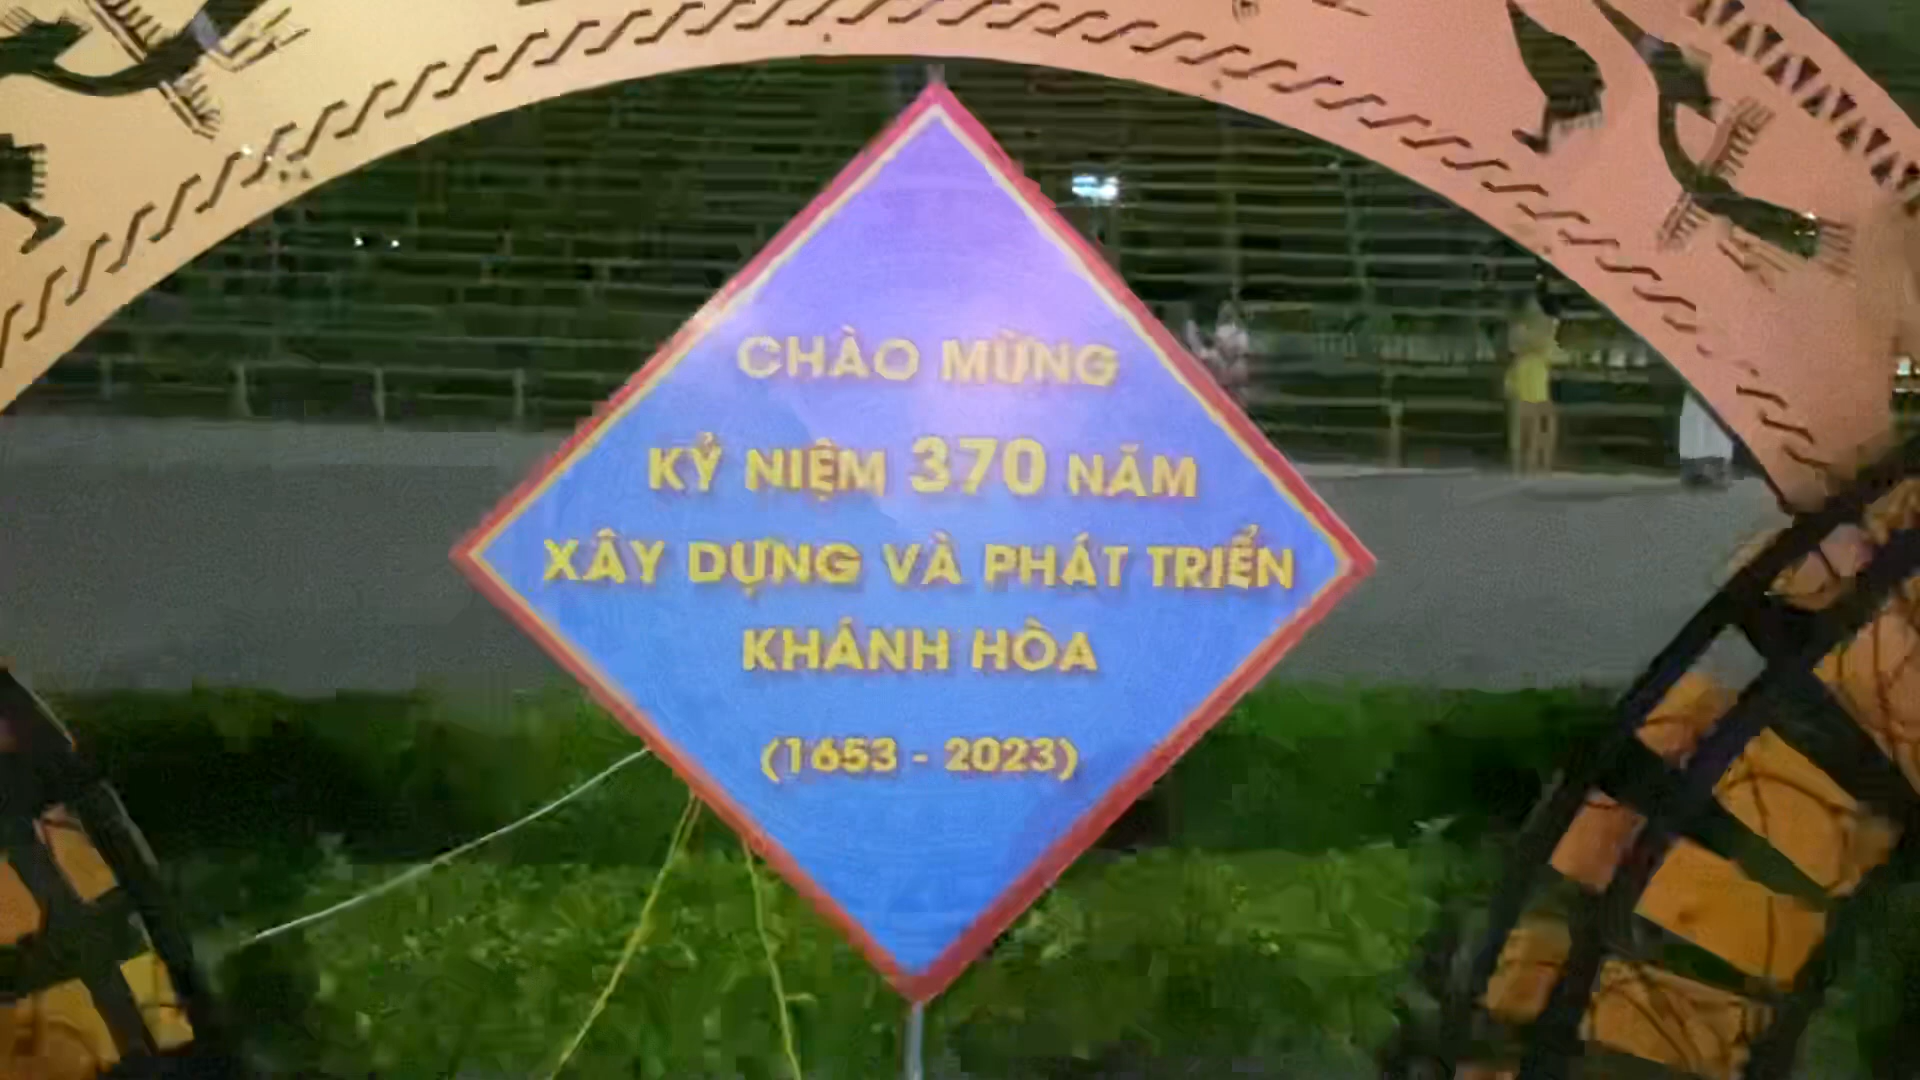 CHÀO MỪNG
KỶ NIỆM 370 NĂM
XÂY DỰNG VÀ PHÁT TRIỂN
KHÁNH HÒA
(1653 - 2023)